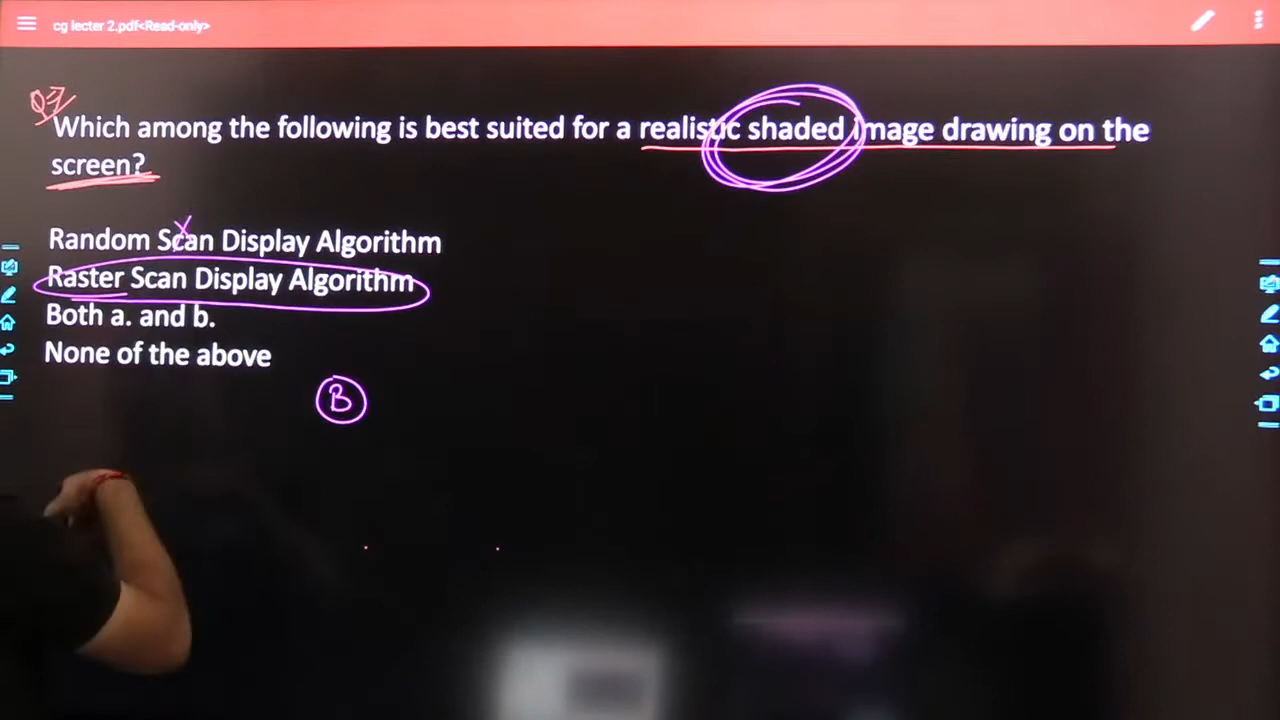 cg lecter 2.pdf<Read-only>
Q7
Which among the following is best suited for a realistic shaded image drawing on the
screen?
Random Scan Display Algorithm
Raster Scan Display Algorithm
Both a. and b.
None of the above
B